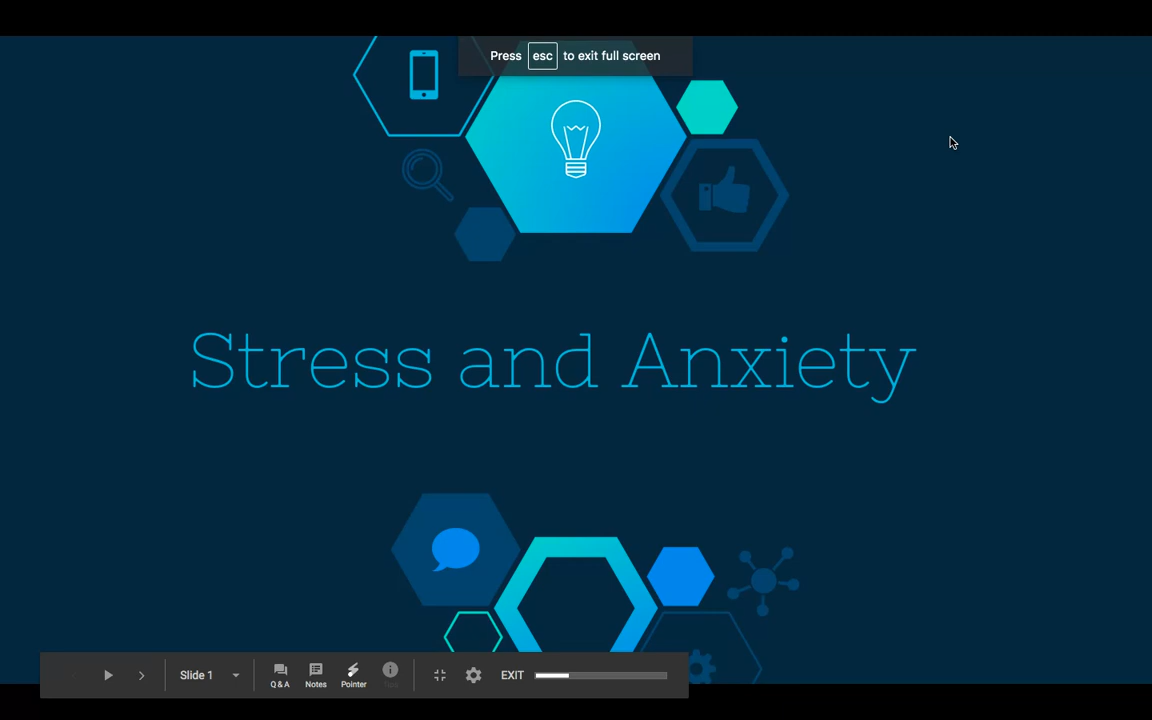 Press esc to exit full screen
Stress and Anxiety
Slide 1
Q & A
Notes
Pointer
EXIT